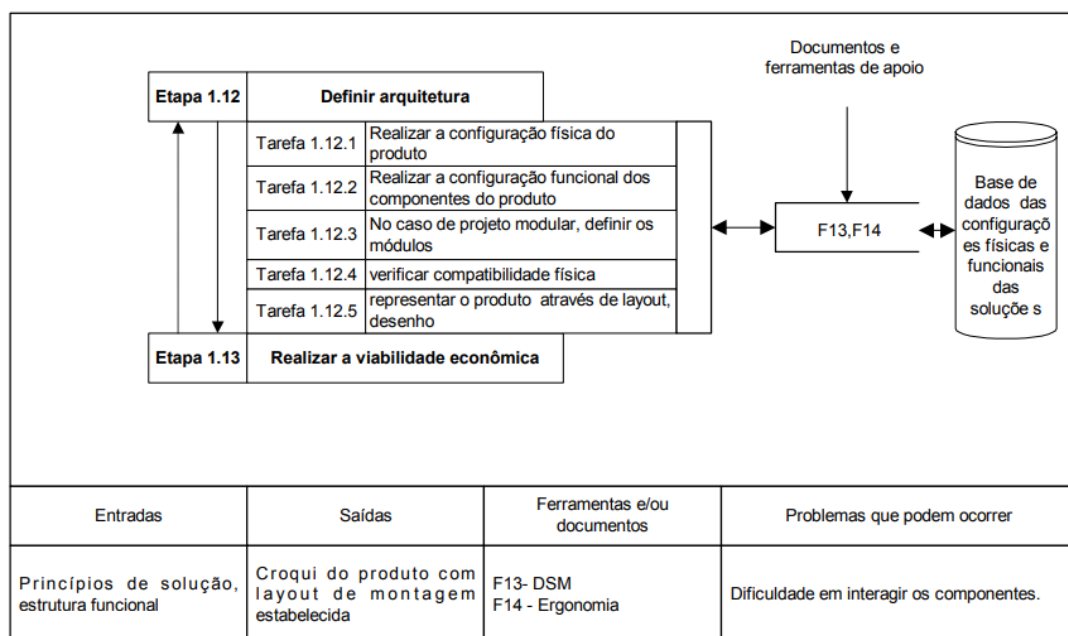 Documentos e
ferramentas de apoio
Etapa 1.12
Definir arquitetura
Tarefa 1.12.1
Realizar a configuração física do
produto
Tarefa 1.12.2
Realizar a configuração funcional dos
componentes do produto
Tarefa 1.12.3
No caso de projeto modular, definir os
módulos
Tarefa 1.12.4
verificar compatibilidade física
Tarefa 1.12.5
representar o produto através de layout,
desenho
Etapa 1.13
Realizar a viabilidade econômica
F13,F14
Base de
dados das
configuraçõ
es físicas e
funcionais
das
soluçõe s
Entradas
Saídas
Ferramentas e/ou
documentos
Problemas que podem ocorrer
Princípios de solução,
estrutura funcional
Croqui do produto com
layout de montagem
estabelecida
F13- DSM
F14 - Ergonomia
Dificuldade em interagir os componentes.